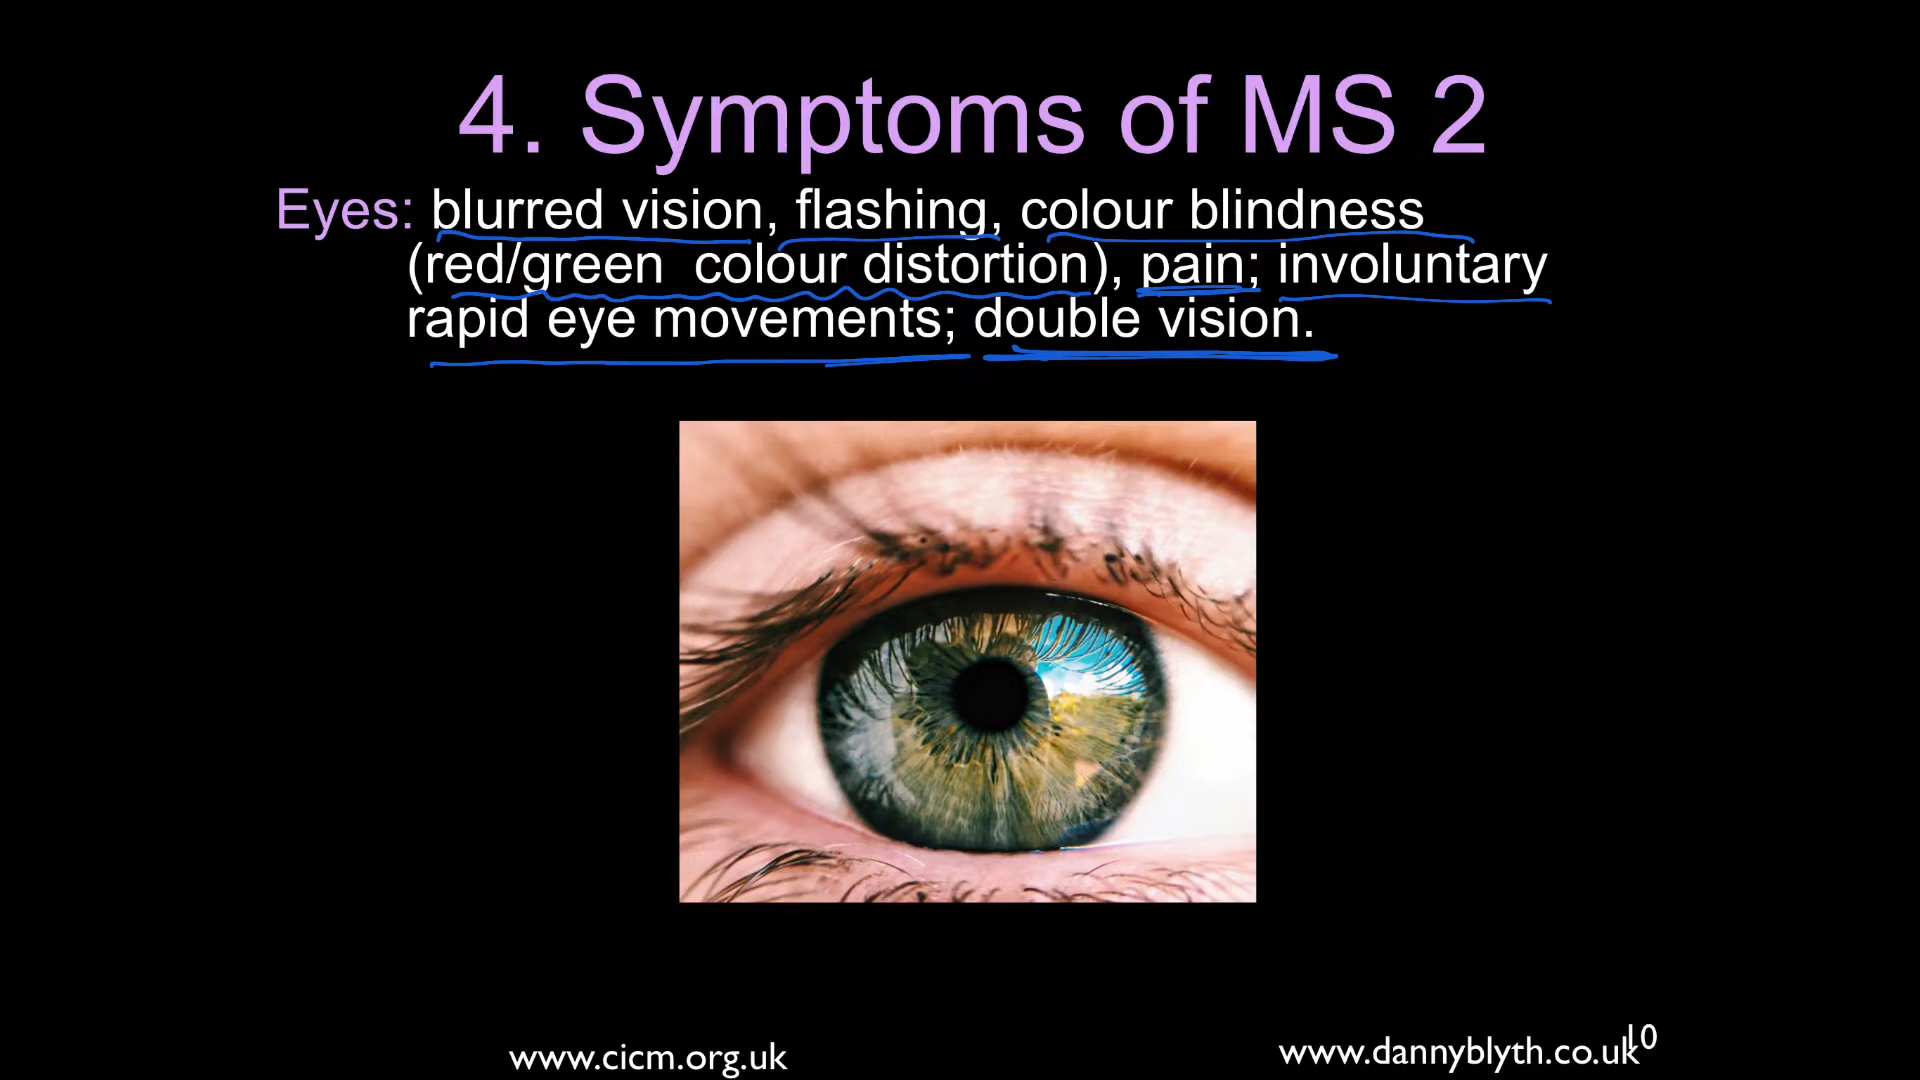 4. Symptoms of MS 2
Eyes: blurred vision, flashing, colour blindness
(red/green colour distortion), pain; involuntary
rapid eye movements; double vision.
www.cicm.org.uk
www.dannyblyth.co.uk
10